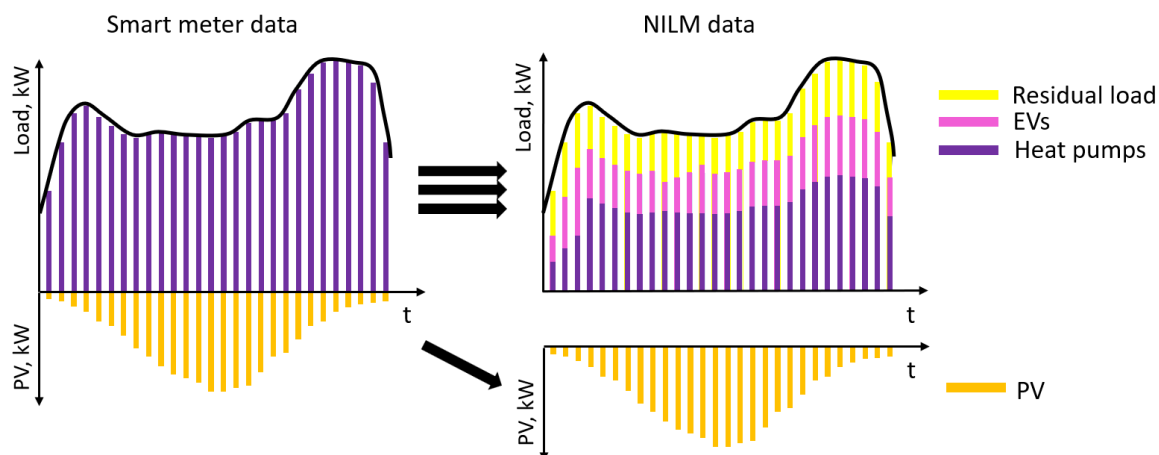 Smart meter data
Load, kW
t
PV, kW
NILM data
Load, kW
t
PV, kW
t
Residual load
EVs
Heat pumps
PV